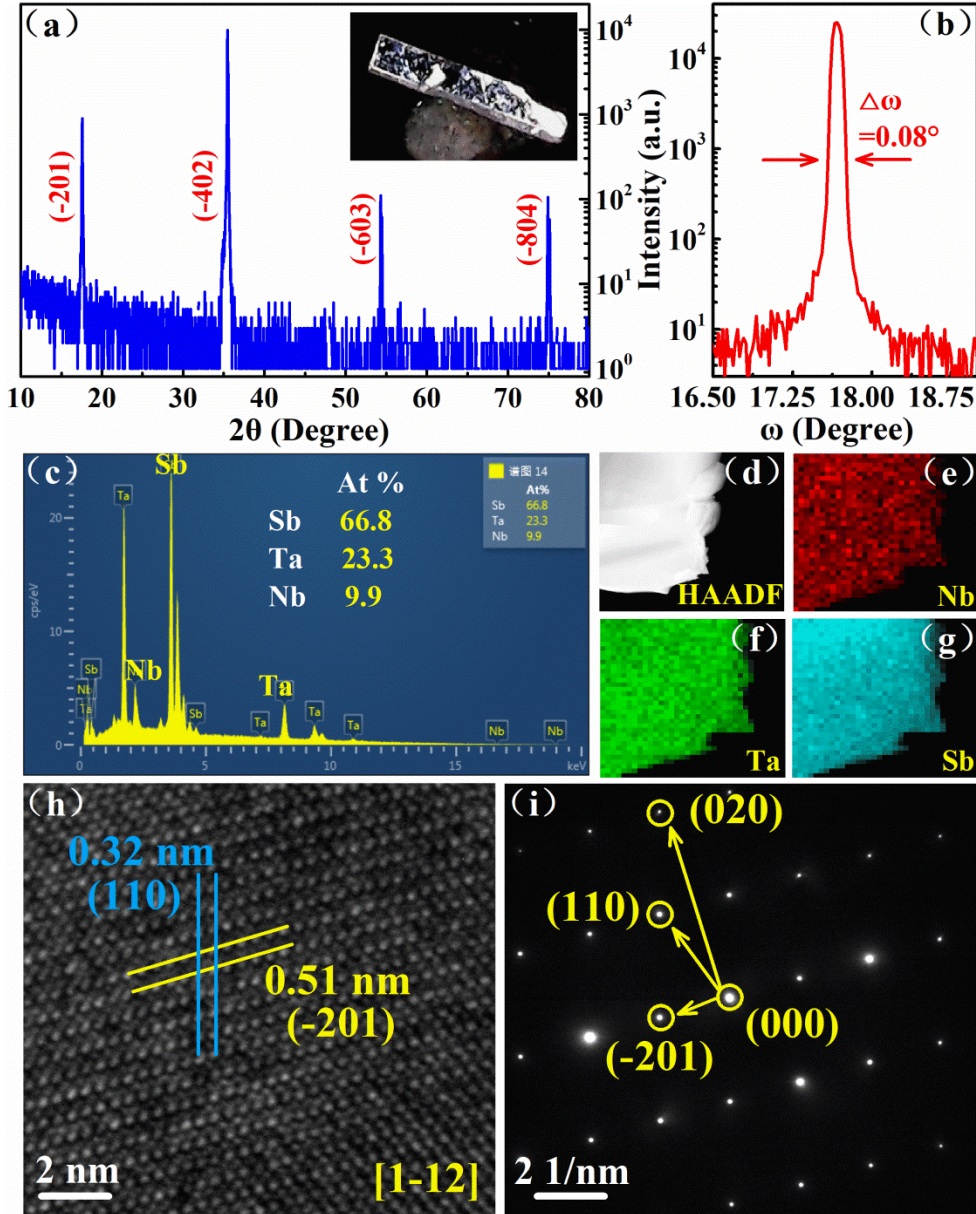 (a)
(-201)
(-402)
(-603)
(-804)
10⁴
10³
10²
10¹
10⁰
10 20 30 40 50 60 70 80
2θ (Degree)
Intensity (a.u.)
(b)
△ω
=0.08°
10⁴
10³
10²
10¹
16.50 17.25 18.00 18.75
ω (Degree)
(c)
Sb
Ta
Nb
Ta
At %
Sb 66.8
Ta 23.3
Nb 9.9
谱图 14
At%
Sb 66.8
Ta 23.3
Nb 9.9
cps/eV
20
10
0
Sb
Nb
Ta
Sb
Ta
Ta
Ta
Nb
Nb
0 5 10 15 keV
(d)
HAADF
(e)
Nb
(f)
Ta
(g)
Sb
(h)
0.32 nm
(110)
0.51 nm
(-201)
2 nm
[1-12]
(i)
(020)
(110)
(000)
(-201)
2 1/nm